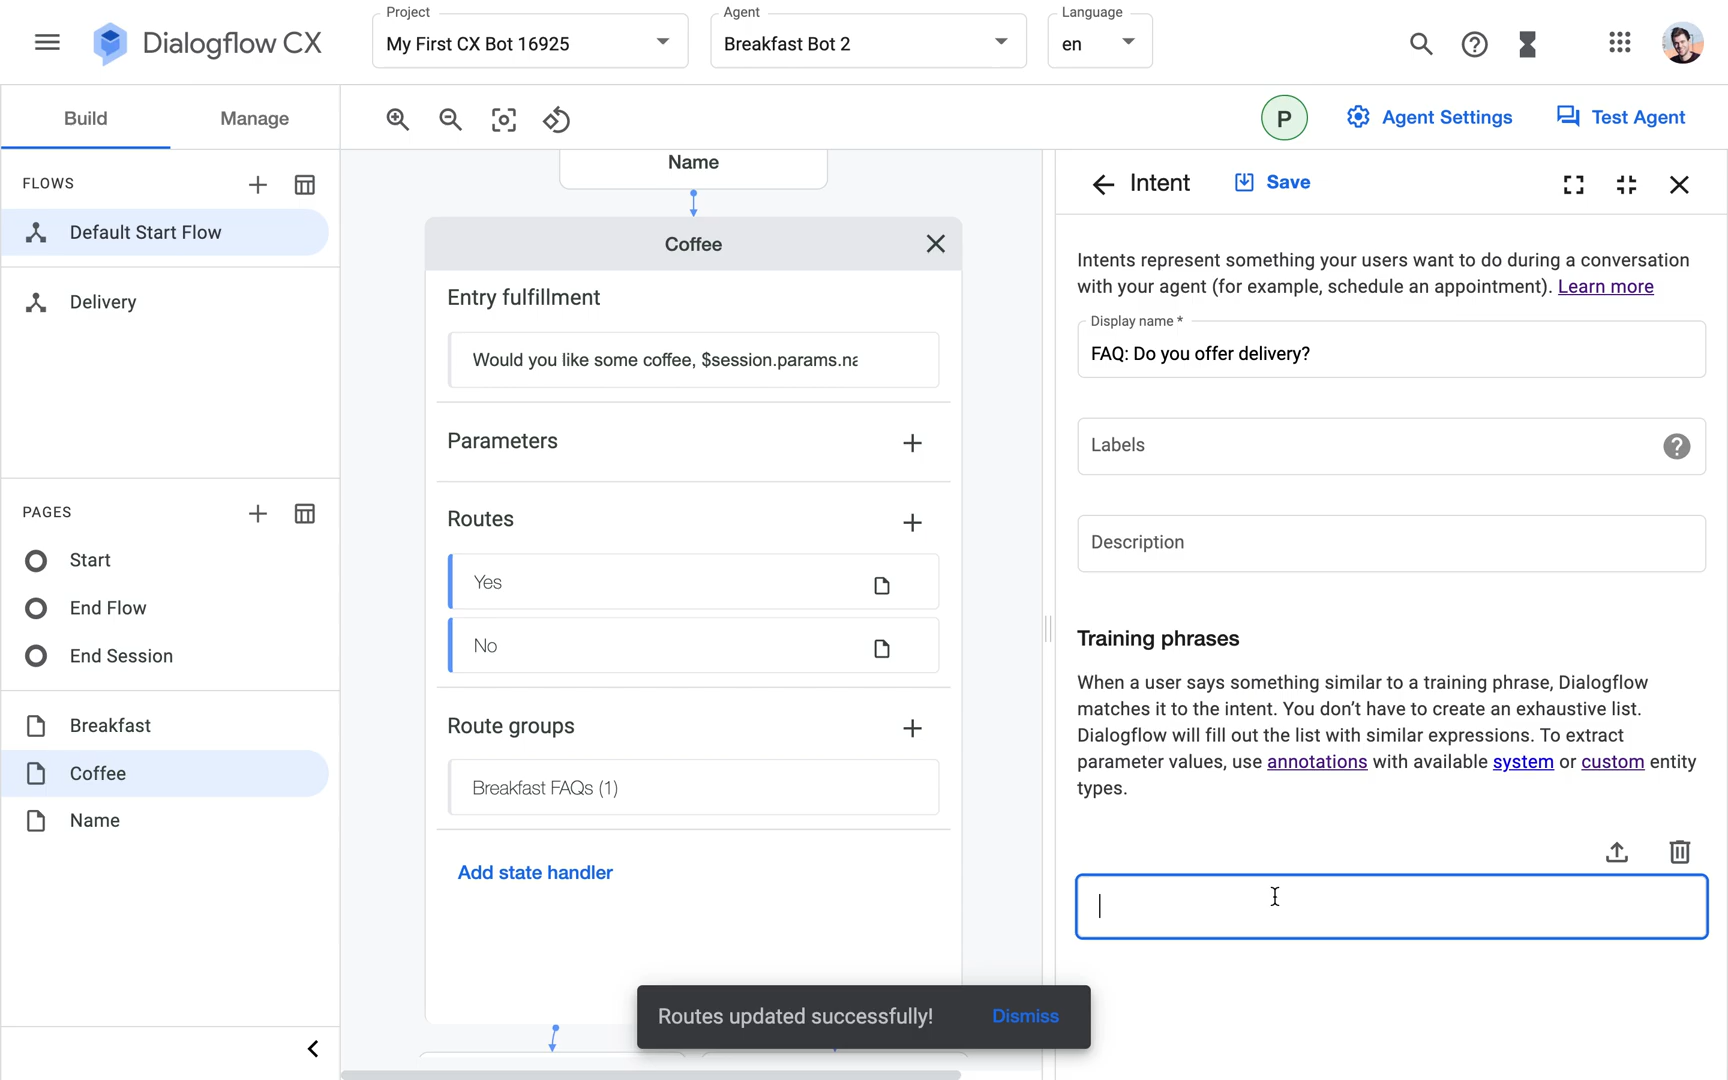 Dialogflow CX
Project
My First CX Bot 16925
Agent
Breakfast Bot 2
Language
en
Build
Manage
P
Agent Settings
Test Agent
FLOWS
Default Start Flow
Delivery
PAGES
Start
End Flow
End Session
Breakfast
Coffee
Name
Name
Coffee
Entry fulfillment
Would you like some coffee, $session.params.na
Parameters
Routes
Yes
No
Route groups
Breakfast FAQs (1)
Add state handler
Routes updated successfully!
Dismiss
Intent
Save
Intents represent something your users want to do during a conversation
with your agent (for example, schedule an appointment). Learn more
Display name *
FAQ: Do you offer delivery?
Labels
Description
Training phrases
When a user says something similar to a training phrase, Dialogflow
matches it to the intent. You don't have to create an exhaustive list.
Dialogflow will fill out the list with similar expressions. To extract
parameter values, use annotations with available system or custom entity
types.